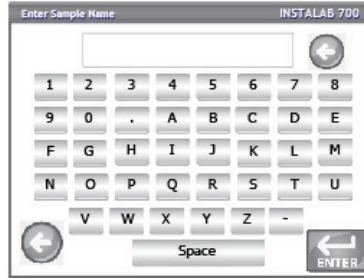 Enter Sample Name INSTALAB 700
1 2 3 4 5 6 7 8
9 0 . A B C D E
F G H I J K L M
N O P Q R S T U
V W X Y Z -
Space
ENTER